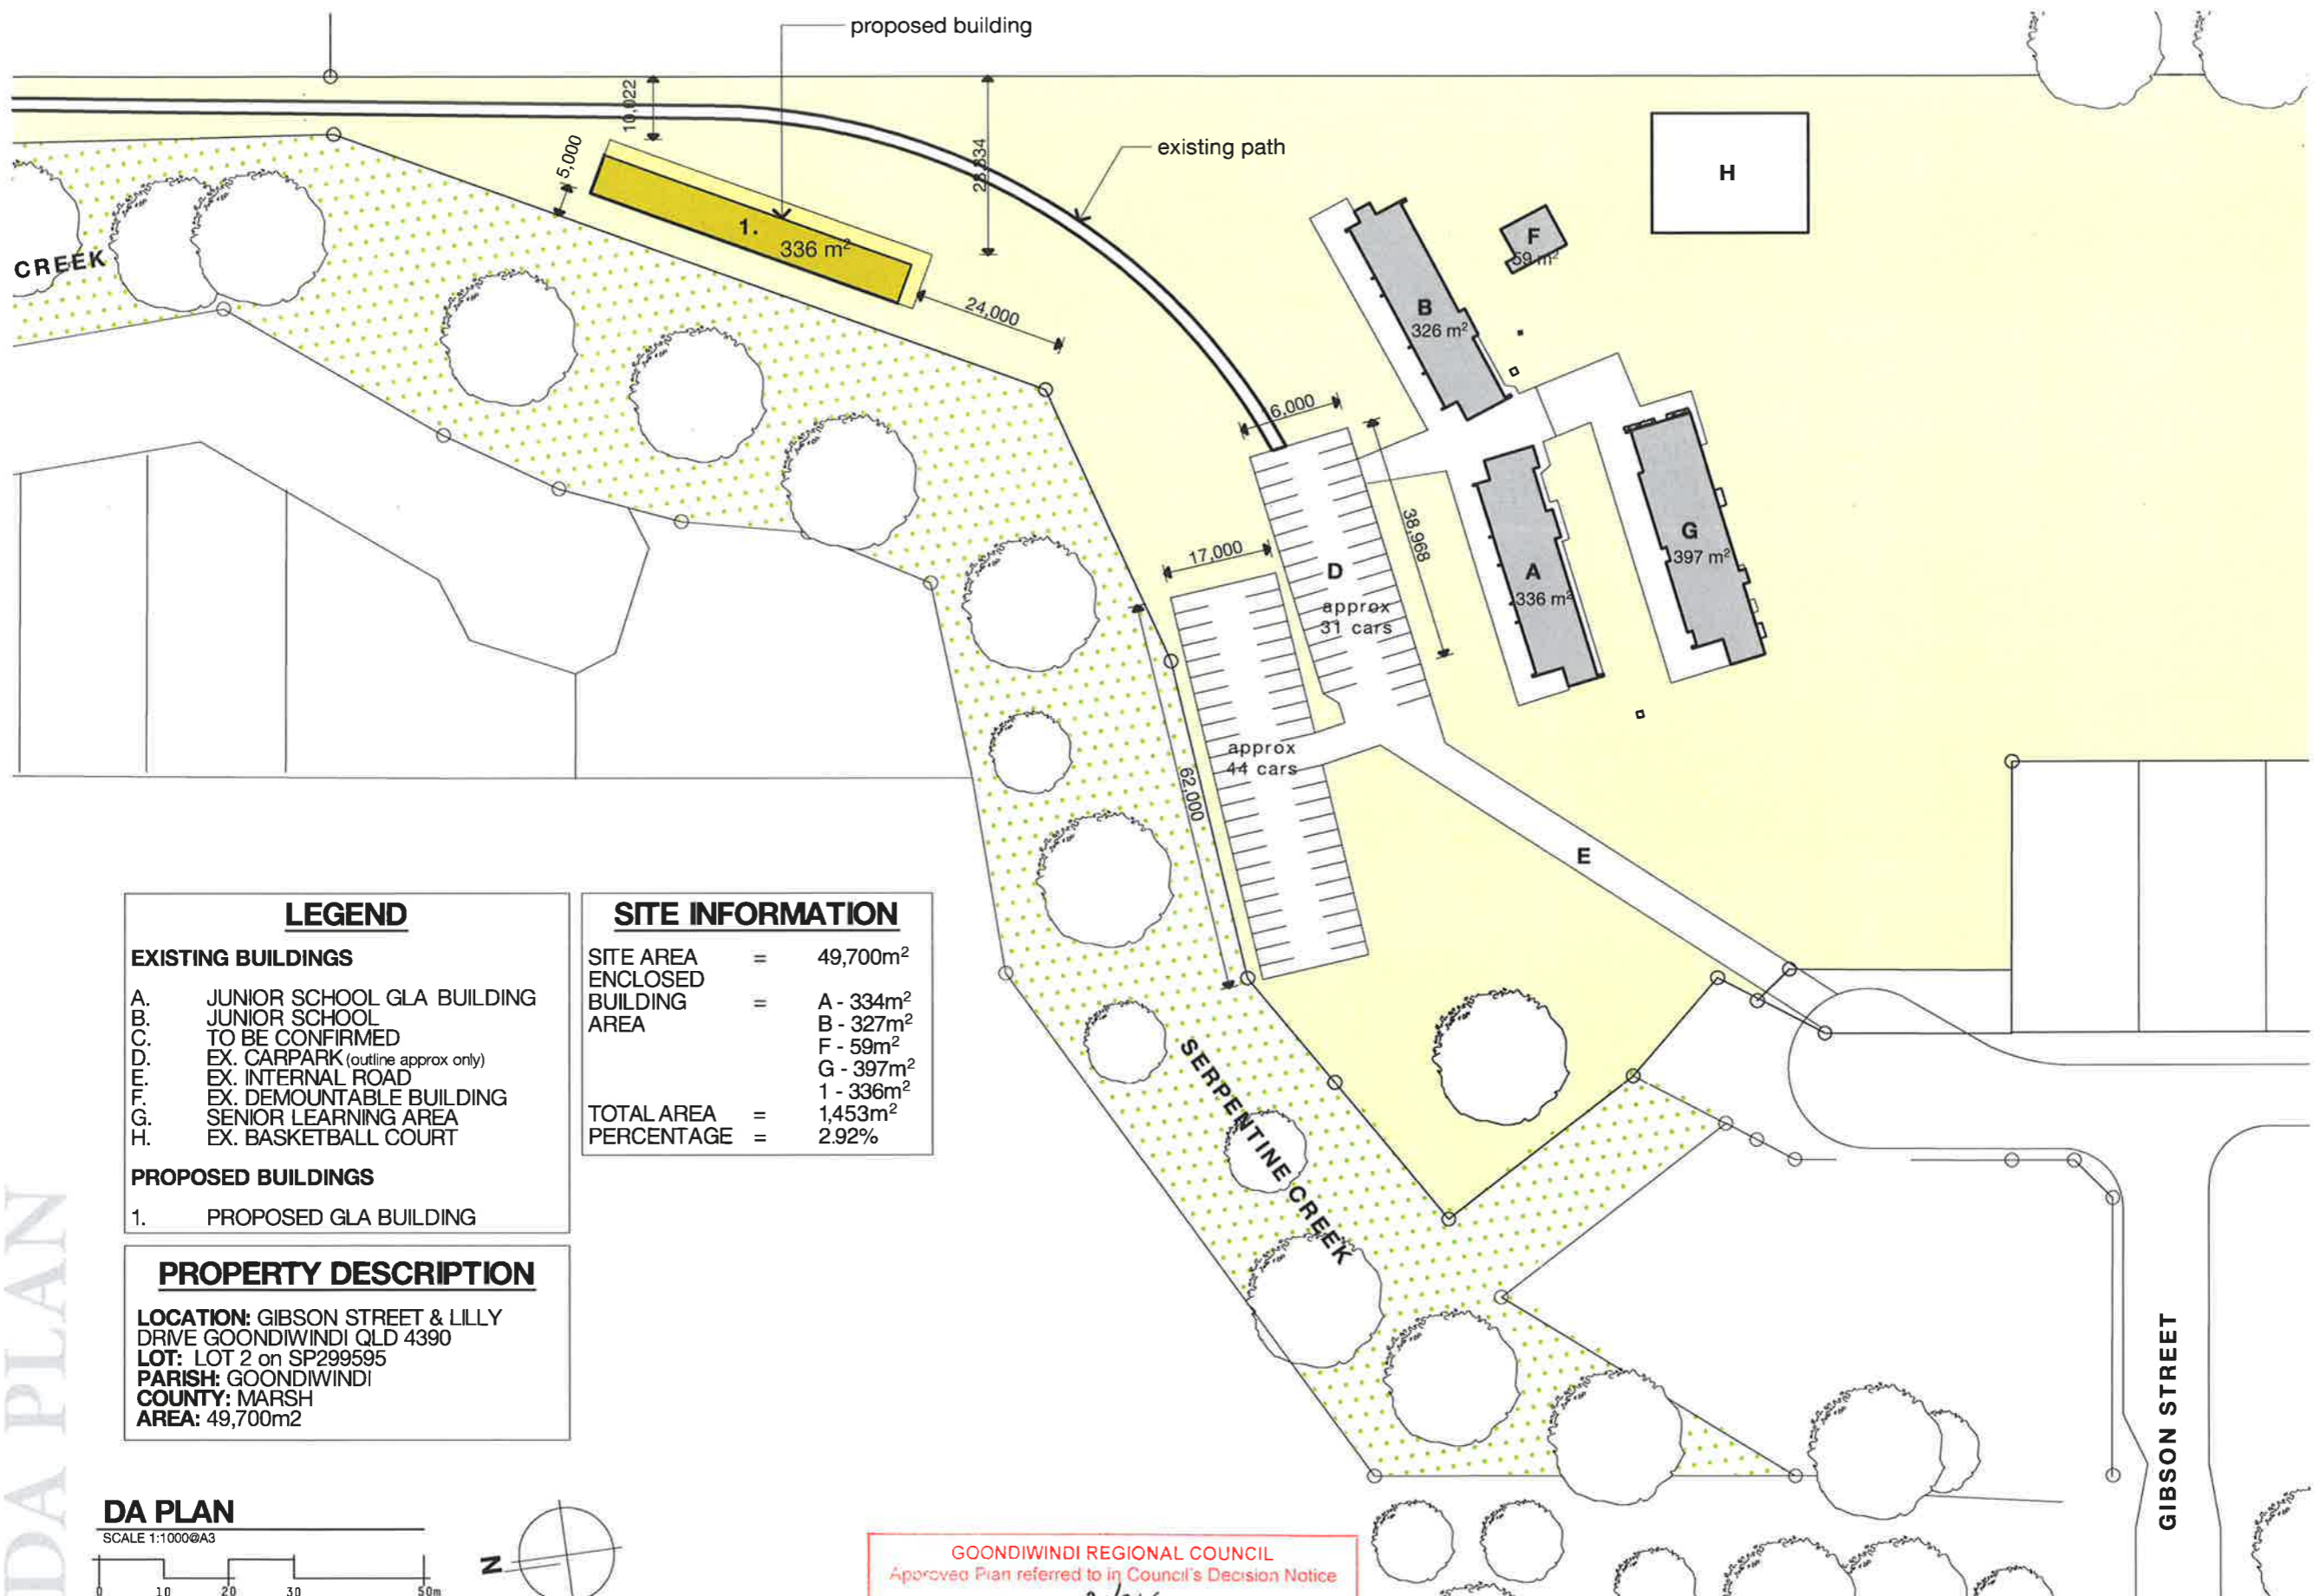 proposed building
10,022
28,834
5,000
existing path
1.
336 m²
24,000
CREEK
H
F
59 m²
B
326 m²
6,000
38,968
G
397 m²
A
336 m²
17,000
D
approx
31 cars
approx
44 cars
62,000
E
LEGEND
EXISTING BUILDINGS
A. JUNIOR SCHOOL GLA BUILDING
B. JUNIOR SCHOOL
C. TO BE CONFIRMED
D. EX. CARPARK (outline approx only)
E. EX. INTERNAL ROAD
F. EX. DEMOUNTABLE BUILDING
G. SENIOR LEARNING AREA
H. EX. BASKETBALL COURT
PROPOSED BUILDINGS
1. PROPOSED GLA BUILDING
SITE INFORMATION
SITE AREA = 49,700m²
ENCLOSED
BUILDING = A - 334m²
AREA B - 327m²
F - 59m²
G - 397m²
1 - 336m²
TOTAL AREA = 1,453m²
PERCENTAGE = 2.92%
SERPENTINE CREEK
PROPERTY DESCRIPTION
LOCATION: GIBSON STREET & LILLY
DRIVE GOONDIWINDI QLD 4390
LOT: LOT 2 on SP299595
PARISH: GOONDIWINDI
COUNTY: MARSH
AREA: 49,700m2
GIBSON STREET
DA PLAN
DA PLAN
SCALE 1:1000@A3
0 10 20 30 50m
N
GOONDIWINDI REGIONAL COUNCIL
Approved Plan referred to in Council's Decision Notice